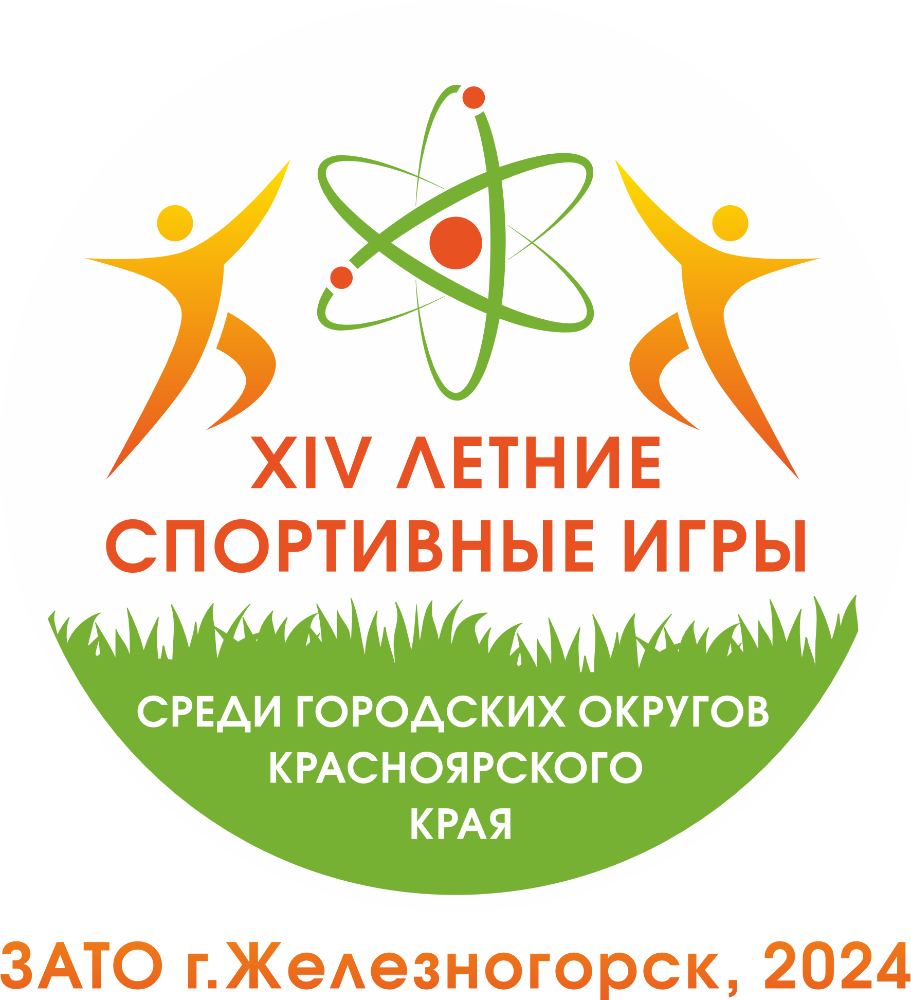 XIV ЛЕТНИЕ
СПОРТИВНЫЕ ИГРЫ
СРЕДИ ГОРОДСКИХ ОКРУГОВ
КРАСНОЯРСКОГО
КРАЯ
ЗАТО г.Железногорск, 2024